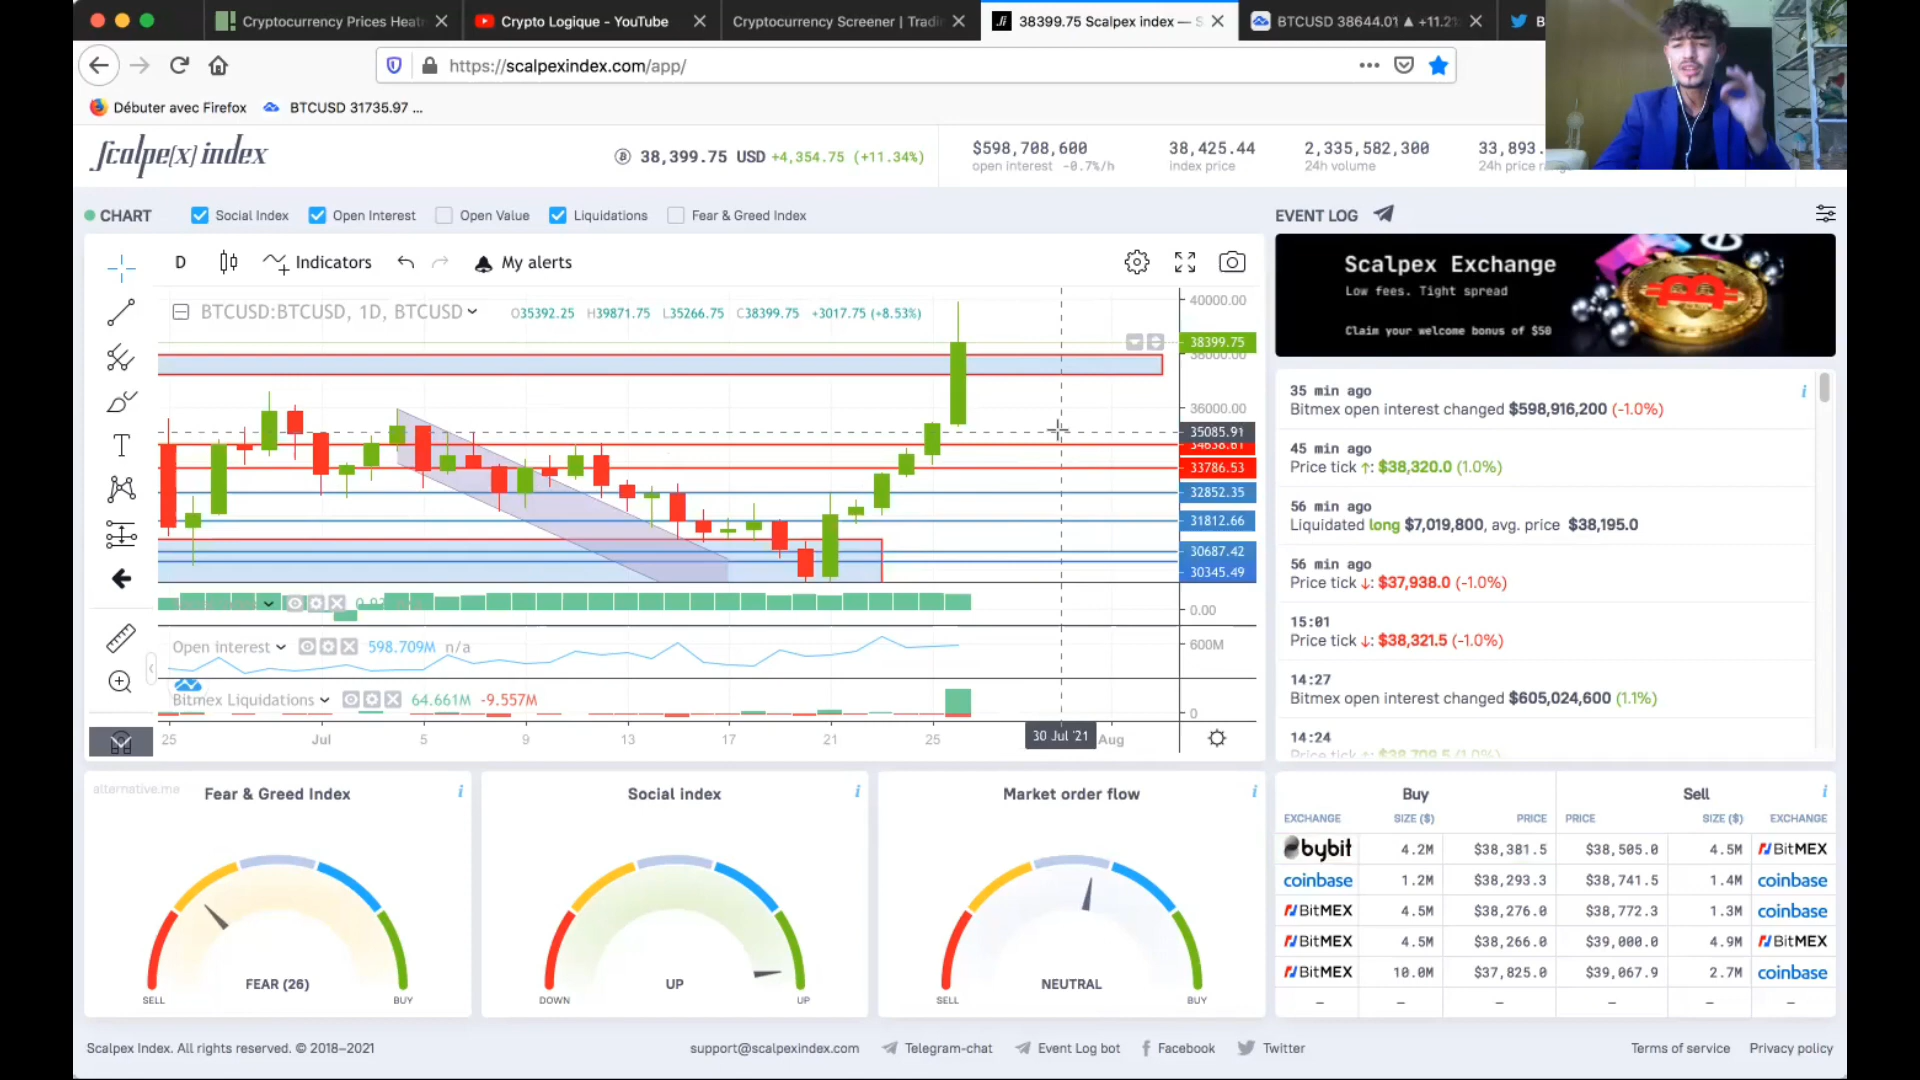 Cryptocurrency Prices Heat
Crypto Logique - YouTube
Cryptocurrency Screener | Tradi
38399.75 Scalpex index — S
BTCUSD 38644.01 ▲ +11.21
B
https://scalpexindex.com/app/
Débuter avec Firefox
BTCUSD 31735.97 ...
Scalpe[x] index
38,399.75 USD +4,354.75 (+11.34%)
$598,708,600
open interest -0.7%/h
38,425.44
index price
2,335,582,300
24h volume
33,893.
24h price
CHART
Social Index
Open Interest
Open Value
Liquidations
Fear & Greed Index
EVENT LOG
D
Indicators
My alerts
BTCUSD:BTCUSD, 1D, BTCUSD
O35392.25 H39871.75 L35266.75 C38399.75 +3017.75 (+8.53%)
40000.00
38399.75
38000.00
36000.00
35085.91
34638.61
33786.53
32852.35
31812.66
30687.42
30345.49
0.00
Open interest
598.709M n/a
600M
Bitmex Liquidations
64.661M -9.557M
0
25
Jul
5
9
13
17
21
25
30 Jul '21
Aug
Scalpex Exchange
Low fees. Tight spread
Claim your welcome bonus of $50
35 min ago
Bitmex open interest changed $598,916,200 (-1.0%)
45 min ago
Price tick ↑: $38,320.0 (1.0%)
56 min ago
Liquidated long $7,019,800, avg. price $38,195.0
56 min ago
Price tick ↓: $37,938.0 (-1.0%)
15:01
Price tick ↓: $38,321.5 (-1.0%)
14:27
Bitmex open interest changed $605,024,600 (1.1%)
14:24
Price tick ↑: $38,709.5 (1.0%)
alternative.me
Fear & Greed Index
FEAR (26)
SELL
BUY
Social index
UP
DOWN
UP
Market order flow
NEUTRAL
SELL
BUY
Buy
Sell
EXCHANGE SIZE ($) PRICE PRICE SIZE ($) EXCHANGE
bybit 4.2M $38,381.5 $38,505.0 4.5M BitMEX
coinbase 1.2M $38,293.3 $38,741.5 1.4M coinbase
BitMEX 4.5M $38,276.0 $38,772.3 1.3M coinbase
BitMEX 4.5M $38,266.0 $39,000.0 4.9M BitMEX
BitMEX 10.0M $37,825.0 $39,067.9 2.7M coinbase
– – – – – –
Scalpex Index. All rights reserved. © 2018–2021
support@scalpexindex.com
Telegram-chat
Event Log bot
Facebook
Twitter
Terms of service
Privacy policy